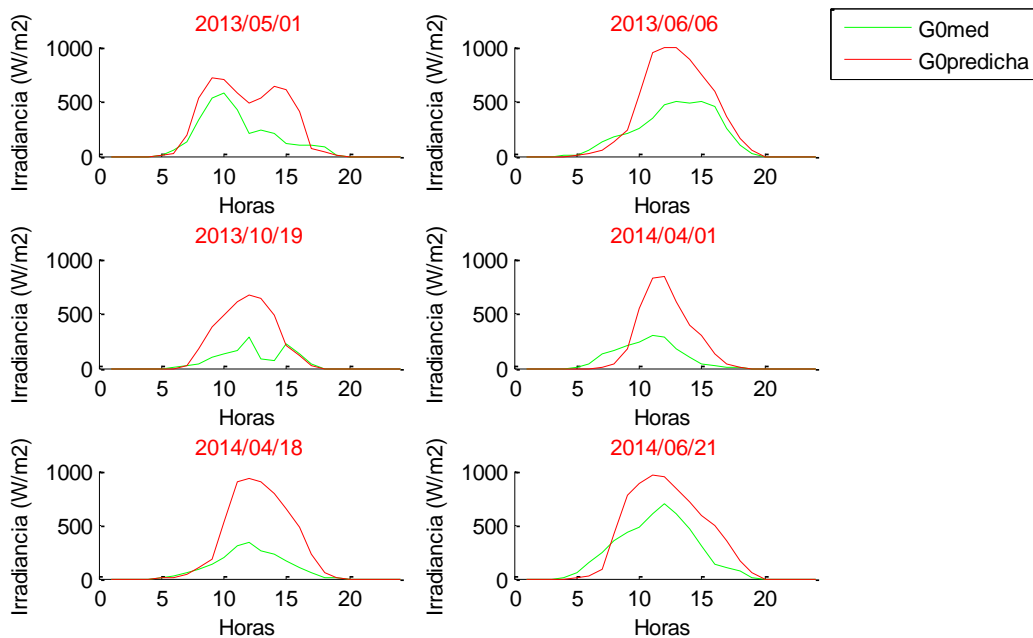 2013/05/01
Irradiancia (W/m2)
1000
500
0
0 5 10 15 20
Horas
2013/06/06
Irradiancia (W/m2)
1000
500
0
0 5 10 15 20
Horas
G0med
G0predicha
2013/10/19
Irradiancia (W/m2)
1000
500
0
0 5 10 15 20
Horas
2014/04/01
Irradiancia (W/m2)
1000
500
0
0 5 10 15 20
Horas
2014/04/18
Irradiancia (W/m2)
1000
500
0
0 5 10 15 20
Horas
2014/06/21
Irradiancia (W/m2)
1000
500
0
0 5 10 15 20
Horas